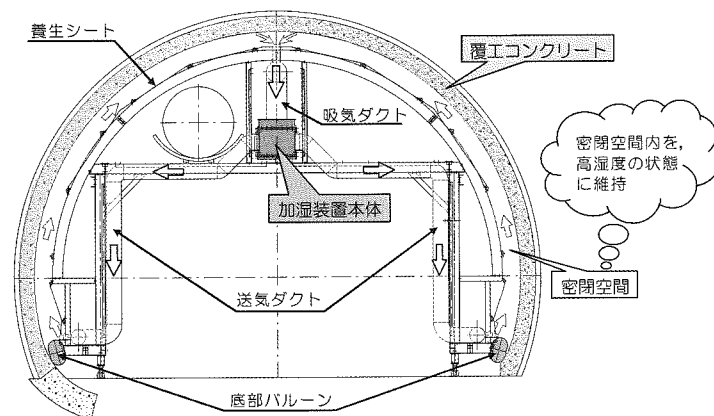 養生シート
覆工コンクリート
吸気ダクト
密閉空間内を，
高湿度の状態
に維持
加湿装置本体
送気ダクト
密閉空間
底部バルーン